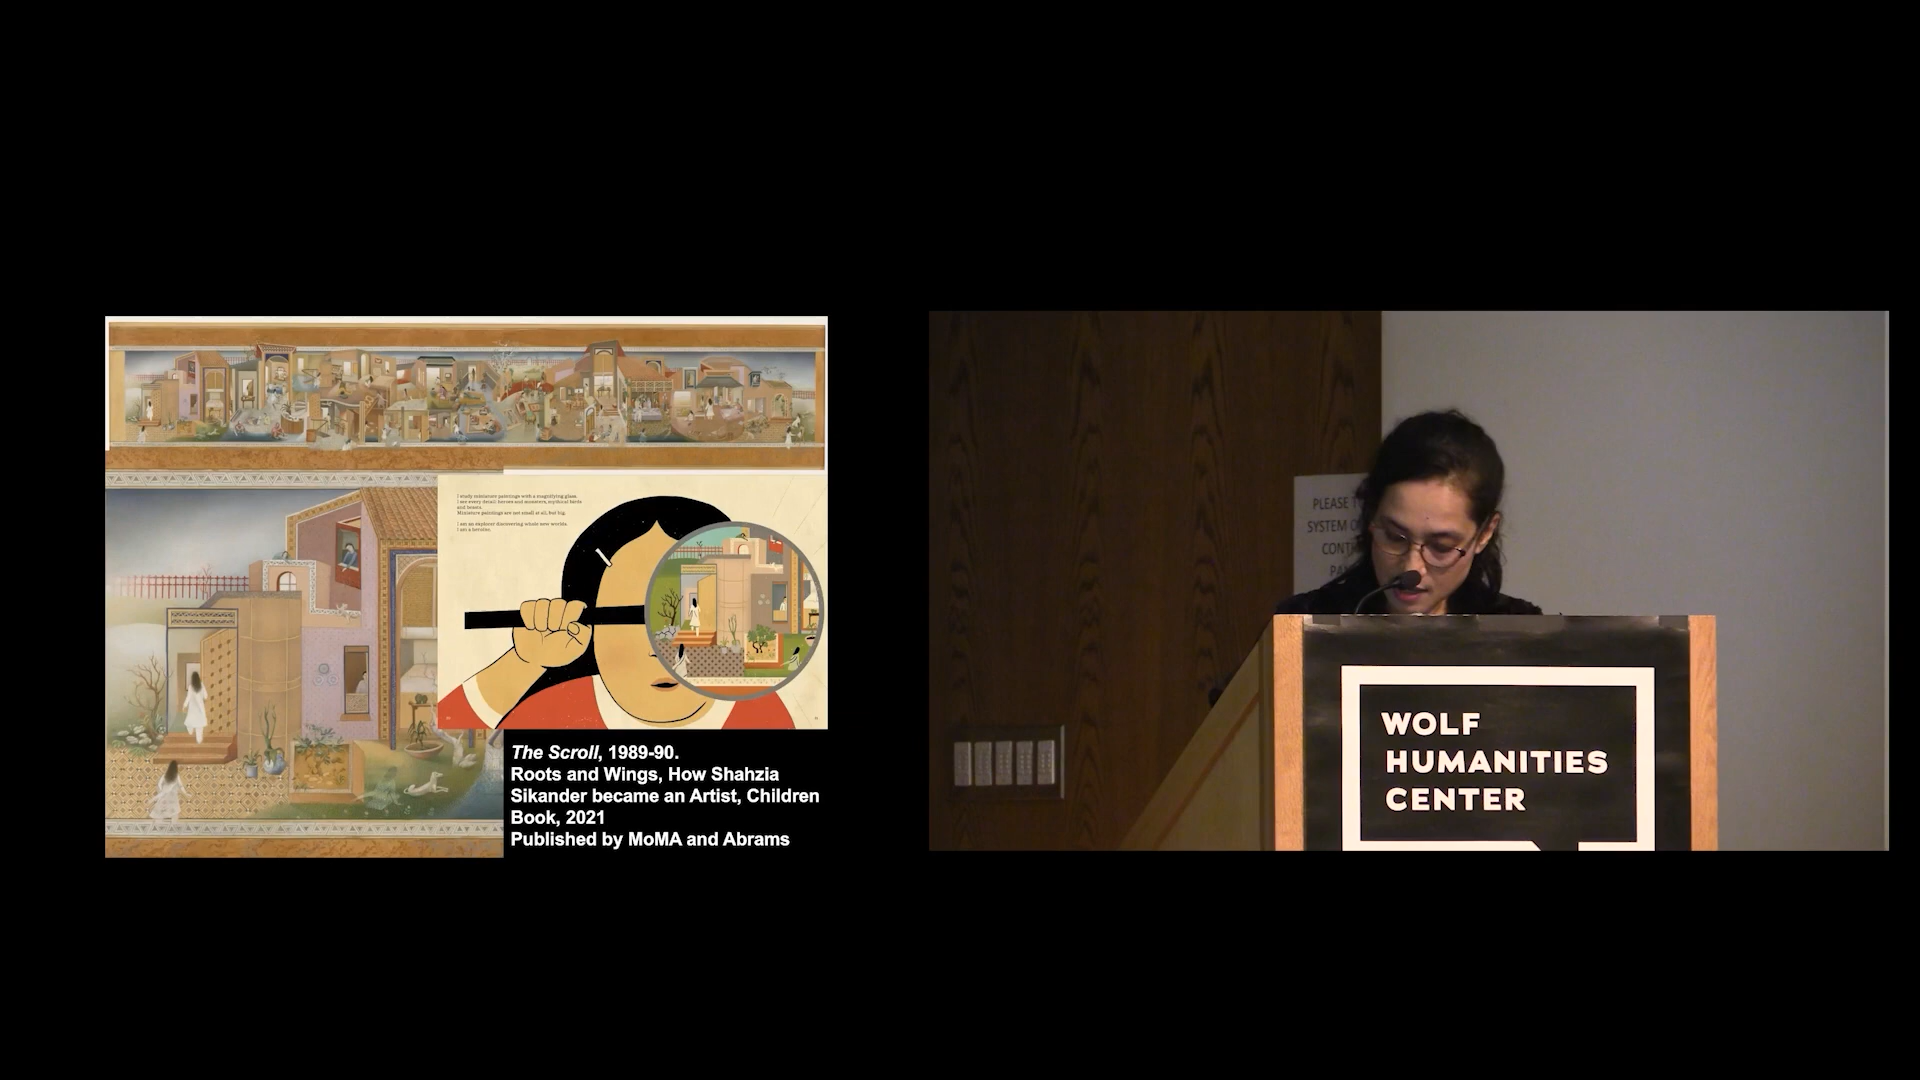 I study miniature paintings with a magnifying glass.
I see every detail: heroes and monsters, mythical birds
and beasts.
Miniature paintings are not small at all, but big.
I am an explorer discovering whole new worlds.
I am a heroine.
The Scroll, 1989-90.
Roots and Wings, How Shahzia
Sikander became an Artist, Children
Book, 2021
Published by MoMA and Abrams
PLEASE
SYSTEM
WOLF
HUMANITIES
CENTER